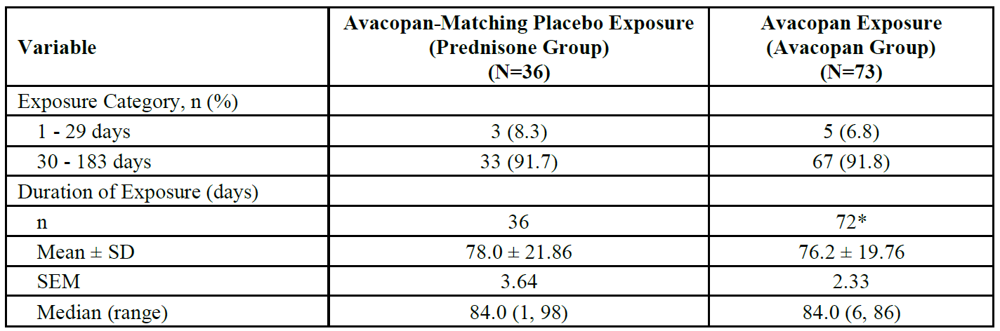 Variable Avacopan-Matching Placebo Exposure (Prednisone Group) (N=36) Avacopan Exposure (Avacopan Group) (N=73)
Exposure Category, n (%)
1 - 29 days 3 (8.3) 5 (6.8)
30 - 183 days 33 (91.7) 67 (91.8)
Duration of Exposure (days)
n 36 72*
Mean ± SD 78.0 ± 21.86 76.2 ± 19.76
SEM 3.64 2.33
Median (range) 84.0 (1, 98) 84.0 (6, 86)